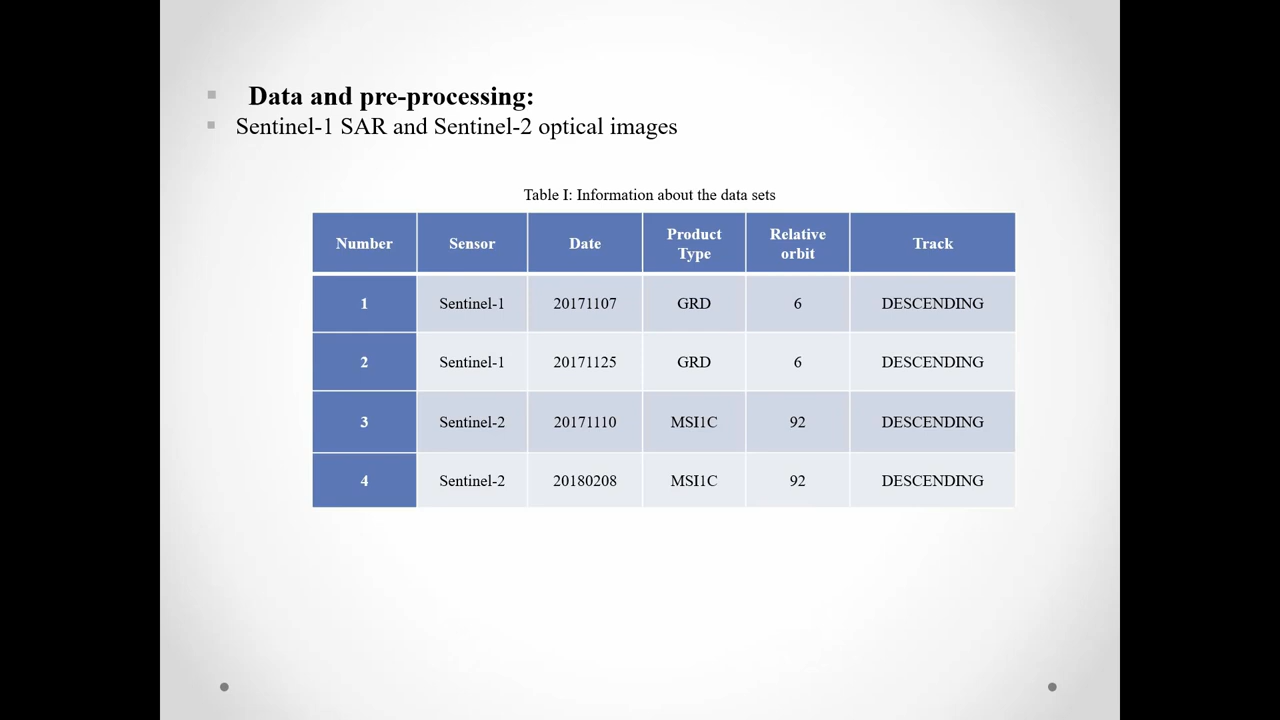 Data and pre-processing:
Sentinel-1 SAR and Sentinel-2 optical images
Table I: Information about the data sets
Number Sensor Date Product Type Relative orbit Track
1 Sentinel-1 20171107 GRD 6 DESCENDING
2 Sentinel-1 20171125 GRD 6 DESCENDING
3 Sentinel-2 20171110 MSI1C 92 DESCENDING
4 Sentinel-2 20180208 MSI1C 92 DESCENDING